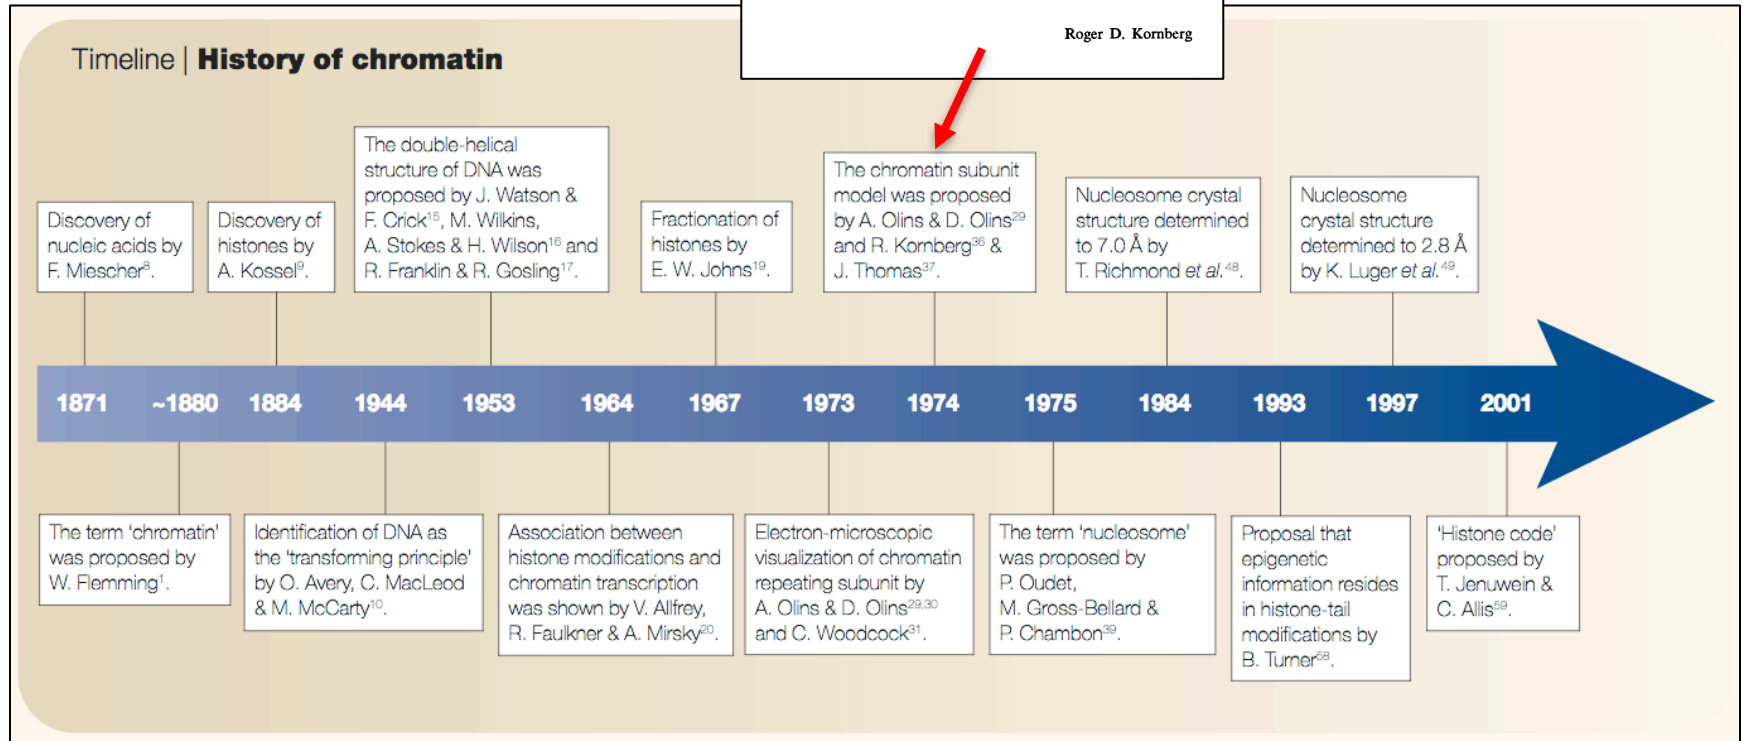 Roger D. Kornberg
Timeline | History of chromatin
The double-helical
structure of DNA was
proposed by J. Watson &
F. Crick15, M. Wilkins,
A. Stokes & H. Wilson16 and
R. Franklin & R. Gosling17.
The chromatin subunit
model was proposed
by A. Olins & D. Olins29
and R. Kornberg36 &
J. Thomas37.
Nucleosome crystal
structure determined
to 7.0 Å by
T. Richmond et al.48.
Nucleosome
crystal structure
determined to 2.8 Å
by K. Luger et al.49.
Discovery of
nucleic acids by
F. Miescher8.
Discovery of
histones by
A. Kossel9.
Fractionation of
histones by
E. W. Johns19.
1871 ~1880 1884 1944 1953 1964 1967 1973 1974 1975 1984 1993 1997 2001
The term 'chromatin'
was proposed by
W. Flemming1.
Identification of DNA as
the 'transforming principle'
by O. Avery, C. MacLeod
& M. McCarty10.
Association between
histone modifications and
chromatin transcription
was shown by V. Allfrey,
R. Faulkner & A. Mirsky20.
Electron-microscopic
visualization of chromatin
repeating subunit by
A. Olins & D. Olins29,30
and C. Woodcock31.
The term 'nucleosome'
was proposed by
P. Oudet,
M. Gross-Bellard &
P. Chambon39.
Proposal that
epigenetic
information resides
in histone-tail
modifications by
B. Turner58.
'Histone code'
proposed by
T. Jenuwein &
C. Allis59.